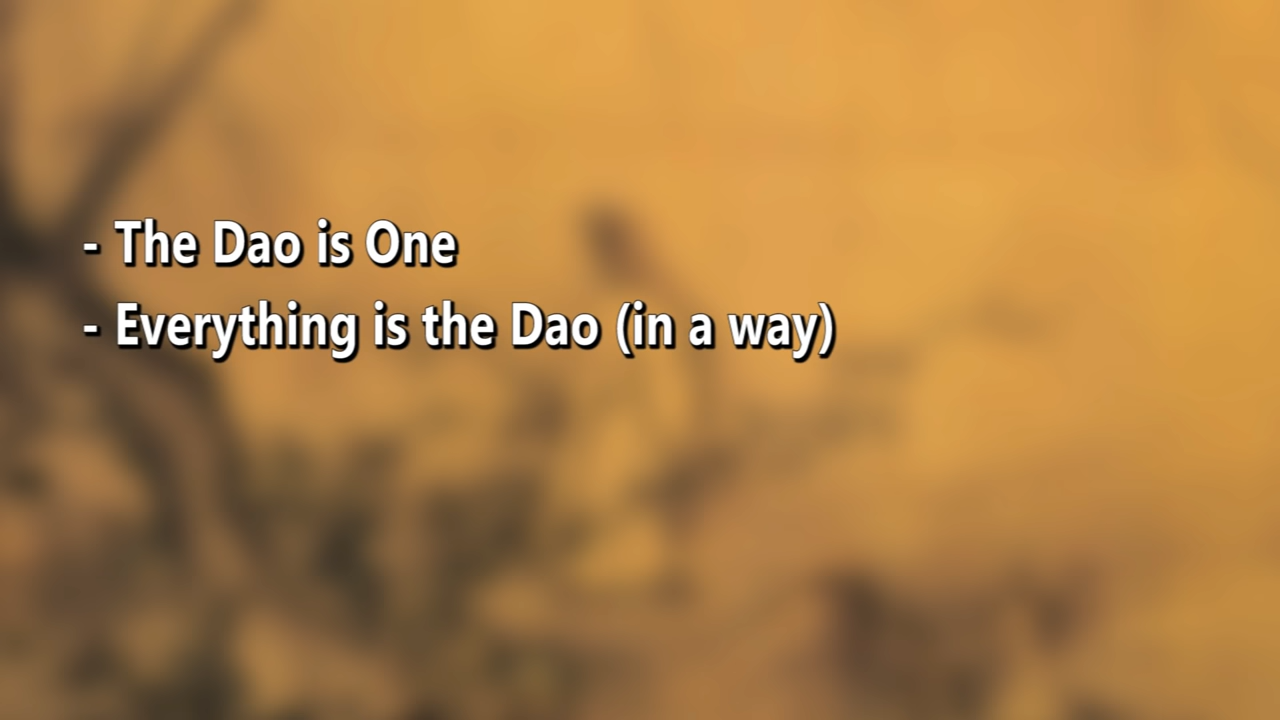 - The Dao is One
- Everything is the Dao (in a way)